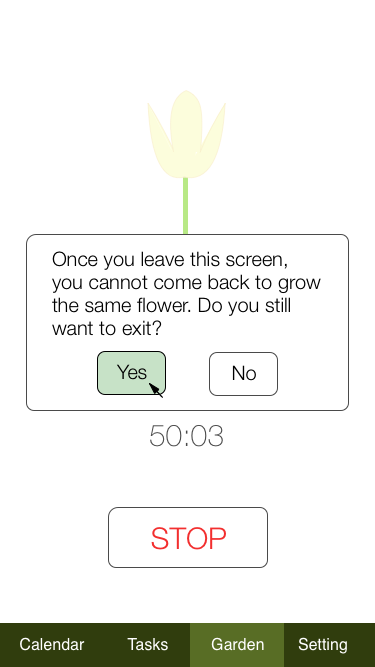 Once you leave this screen,
you cannot come back to grow
the same flower. Do you still
want to exit?
Yes No
50:03
STOP
Calendar Tasks Garden Setting